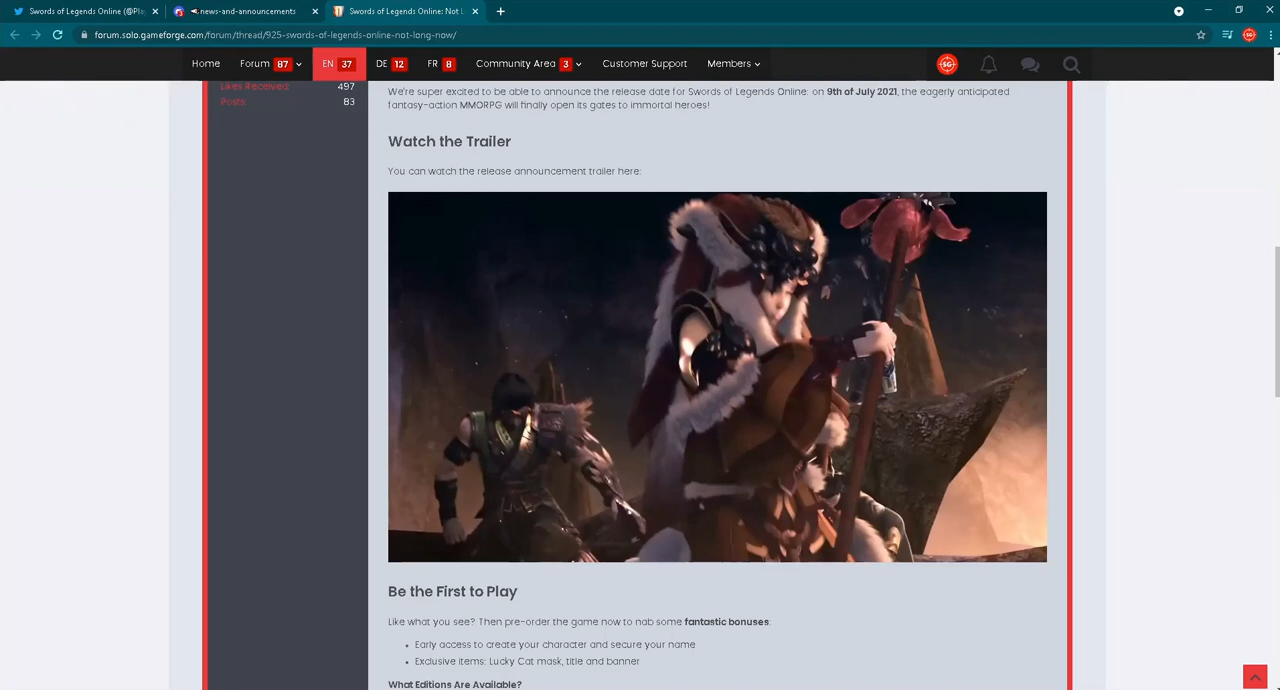 Swords of Legends Online (@Pla
news-and-announcements
Swords of Legends Online: Not L
forum.solo.gameforge.com/forum/thread/925-swords-of-legends-online-not-long-now/
Home Forum 87 EN 37 DE 12 FR 8 Community Area 3 Customer Support Members
Likes Received: 497
Posts: 83
We're super excited to be able to announce the release date for Swords of Legends Online: on 9th of July 2021, the eagerly anticipated
fantasy-action MMORPG will finally open its gates to immortal heroes!
Watch the Trailer
You can watch the release announcement trailer here:
Be the First to Play
Like what you see? Then pre-order the game now to nab some fantastic bonuses:
Early access to create your character and secure your name
Exclusive items: Lucky Cat mask, title and banner
What Editions Are Available?